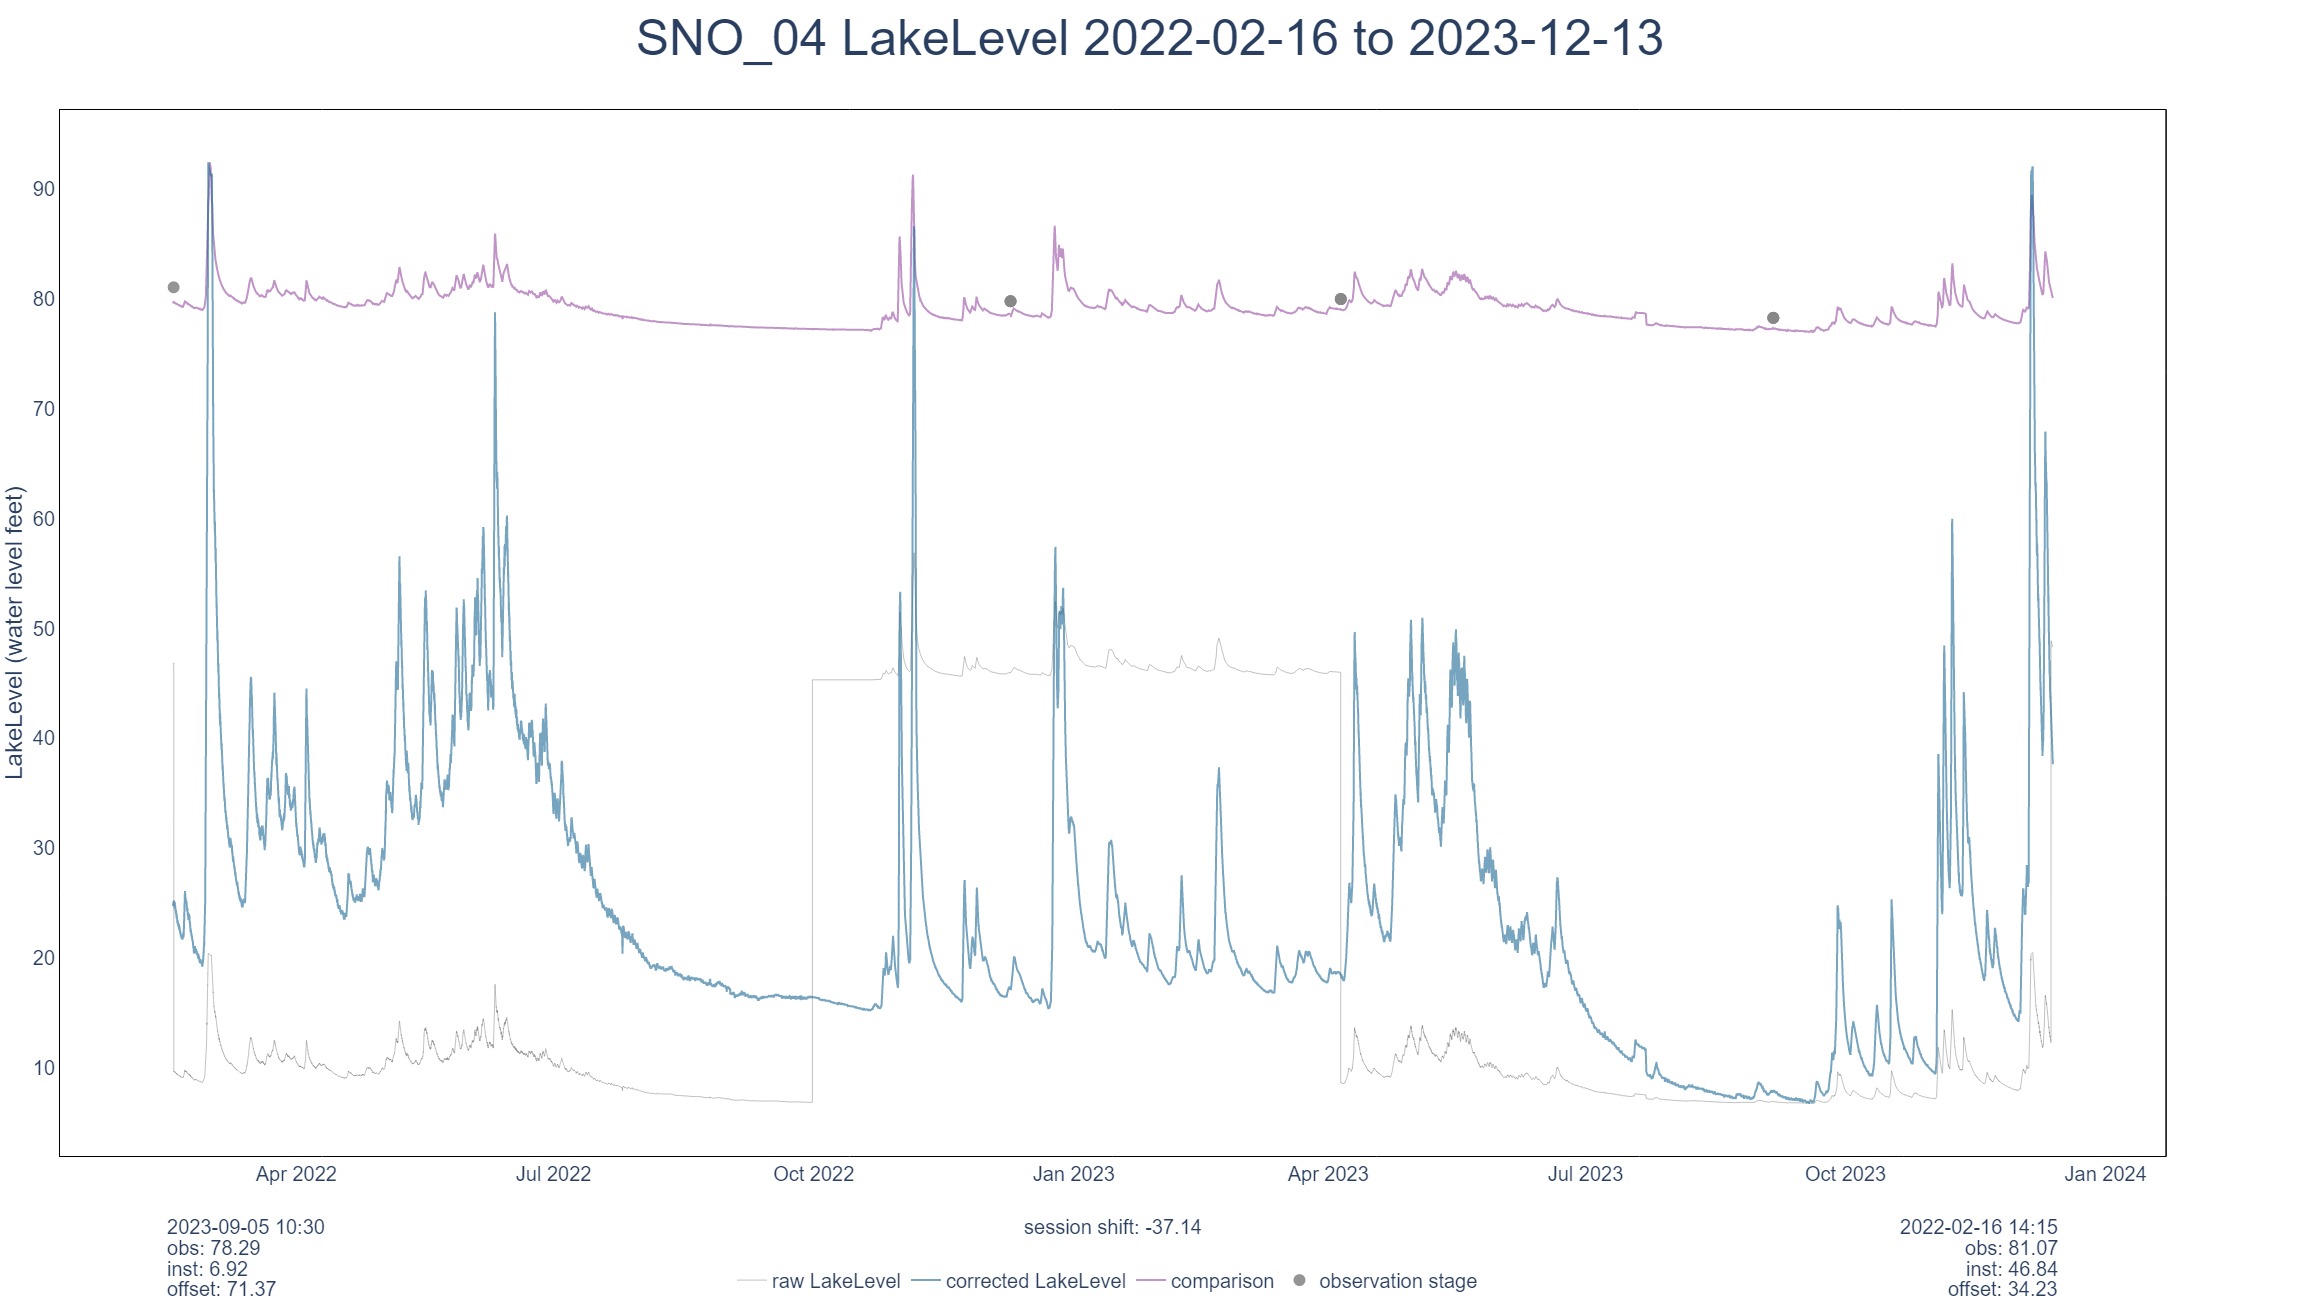 SNO_04 LakeLevel 2022-02-16 to 2023-12-13
LakeLevel (water level feet)
90
80
70
60
50
40
30
20
10
Apr 2022
Jul 2022
Oct 2022
Jan 2023
Apr 2023
Jul 2023
Oct 2023
Jan 2024
2023-09-05 10:30
obs: 78.29
inst: 6.92
offset: 71.37
session shift: -37.14
2022-02-16 14:15
obs: 81.07
inst: 46.84
offset: 34.23
raw LakeLevel
corrected LakeLevel
comparison
observation stage